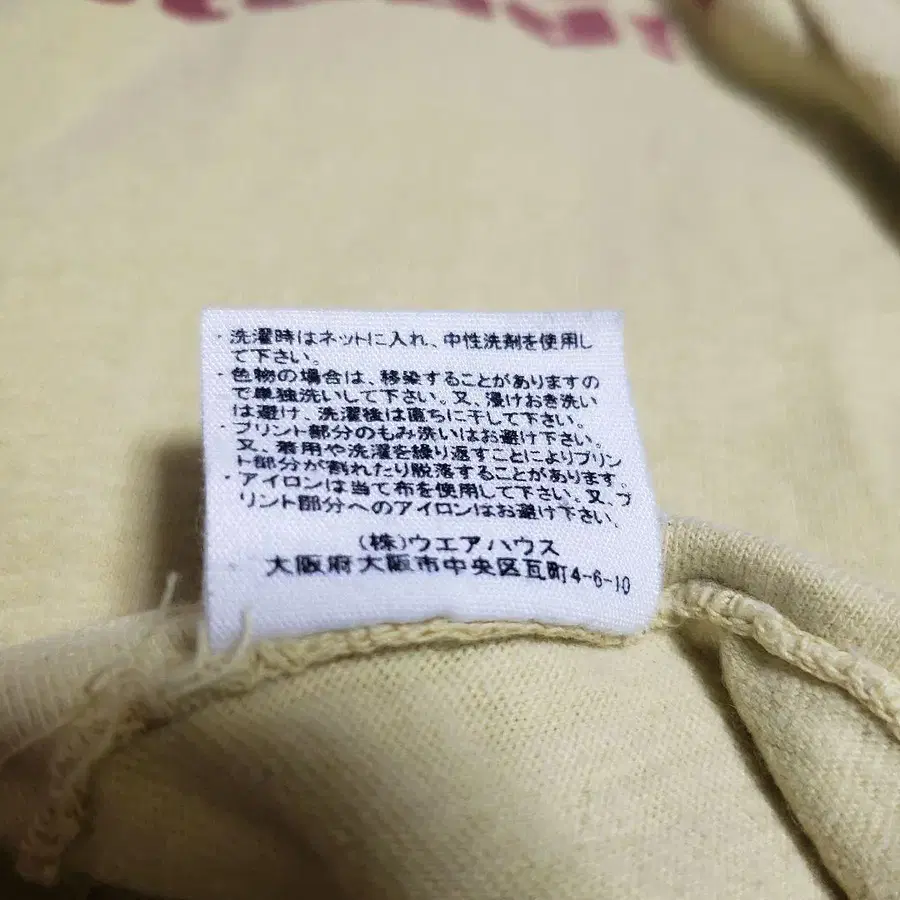 ・洗濯時はネットに入れ、中性洗剤を使用し
て下さい。
・色物の場合は、移染することがありますの
で単独洗いして下さい。又、浸けおき洗い
は避け、洗濯後は直ちに干して下さい。
・プリント部分のもみ洗いはお避け下さい。
又、着用や洗濯を繰り返すことによりプリン
ト部分が割れたり脱落することがあります。
・アイロンは当て布を使用して下さい。又、プ
リント部分へのアイロンはお避け下さい。
(株)ウエアハウス
大阪府大阪市中央区瓦町4-6-10